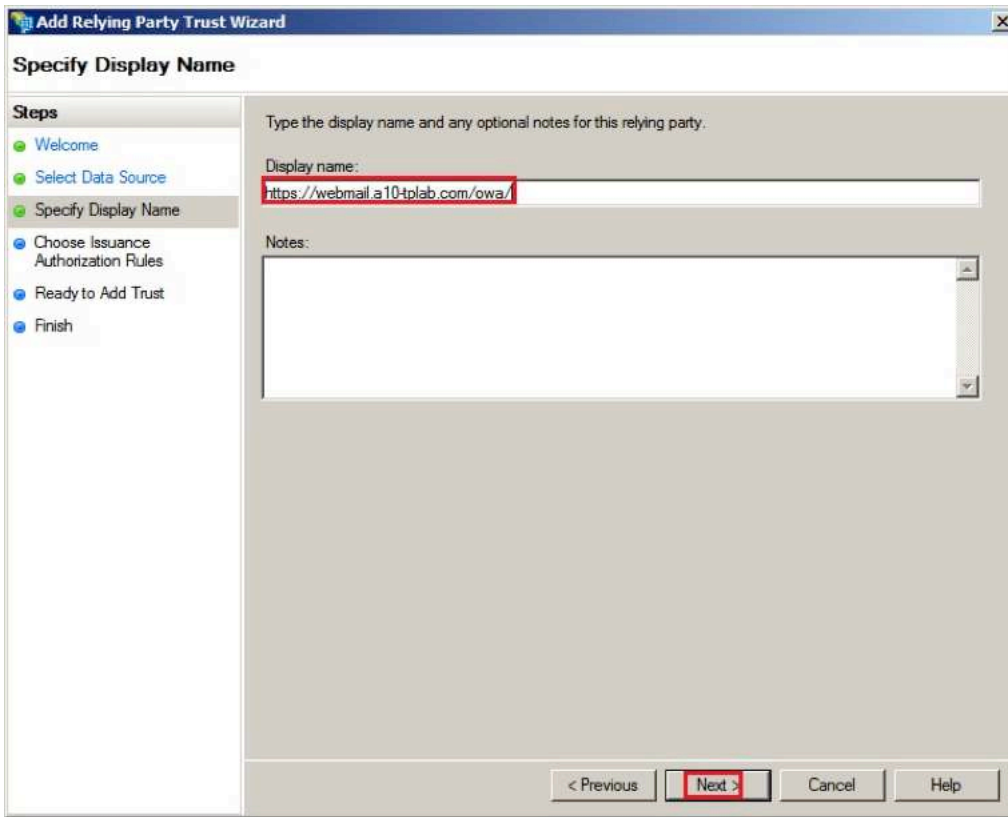 Add Relying Party Trust Wizard
Specify Display Name
Steps
Welcome
Select Data Source
Specify Display Name
Choose Issuance
Authorization Rules
Ready to Add Trust
Finish
Type the display name and any optional notes for this relying party.
Display name:
https://webmail.a10-tplab.com/owa/
Notes:
< Previous
Next >
Cancel
Help